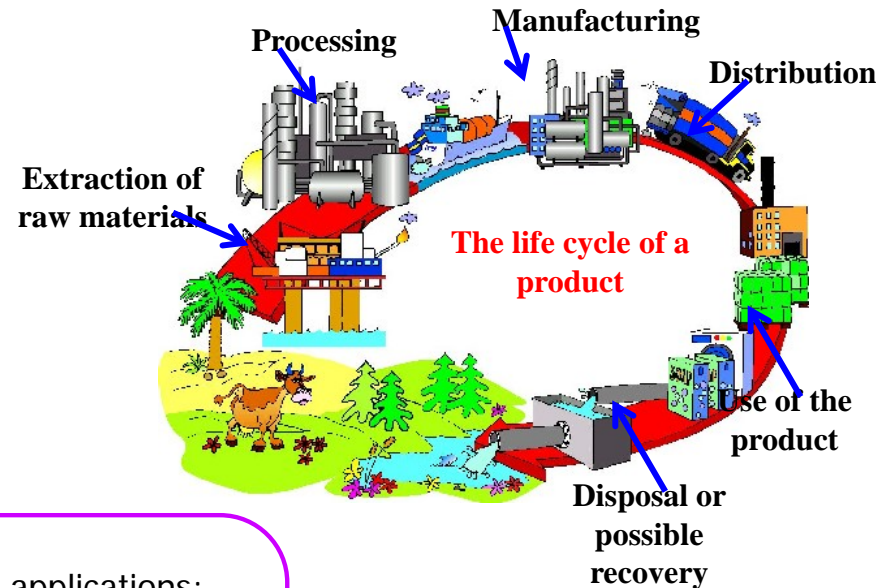 Manufacturing
Processing
Distribution
Extraction of
raw materials
The life cycle of a
product
Use of the
product
Disposal or
possible
recovery
applications: